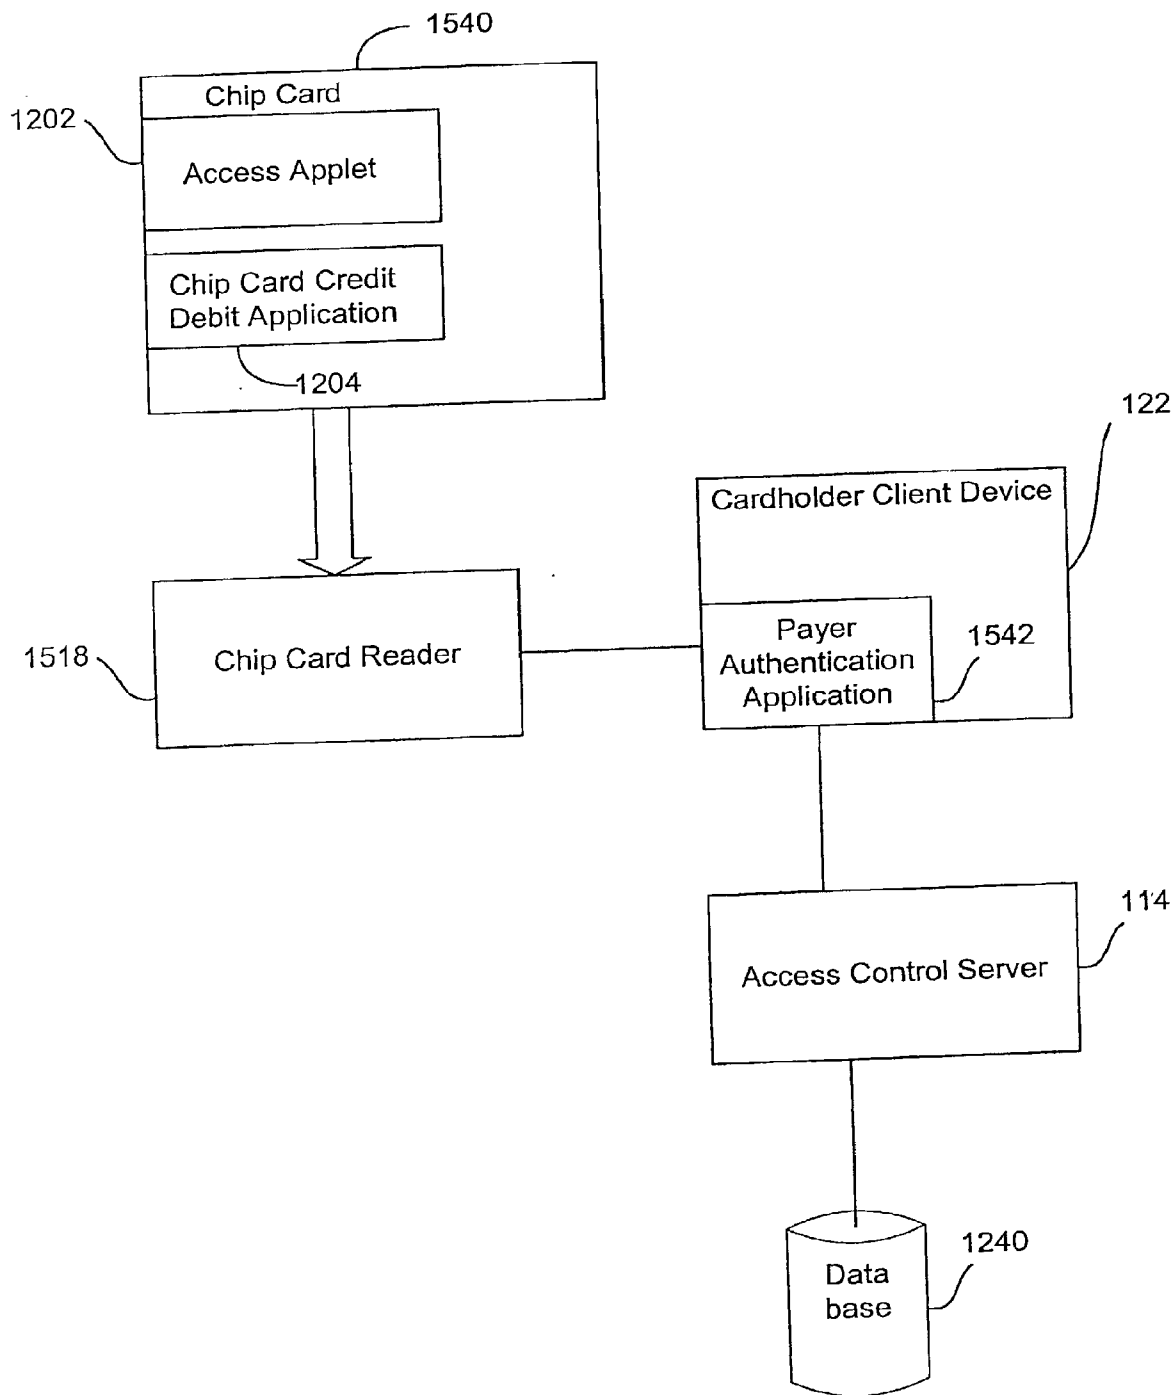 1540
Chip Card
1202
Access Applet
Chip Card Credit
Debit Application
1204
122
Cardholder Client Device
Payer
Authentication
Application
1542
1518
Chip Card Reader
114
Access Control Server
1240
Data
base